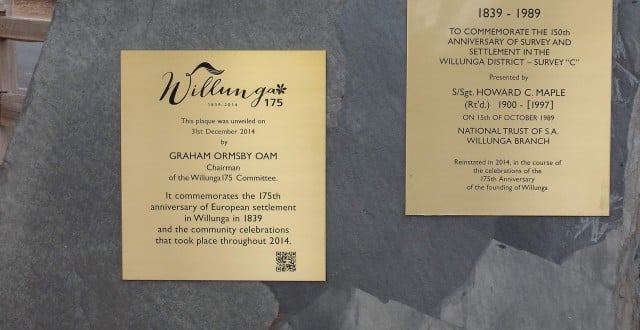 Willunga 175
1839-2014
This plaque was unveiled on
31st December 2014
by
GRAHAM ORMSBY OAM
Chairman
of the Willunga175 Committee.
It commemorates the 175th
anniversary of European settlement
in Willunga in 1839
and the community celebrations
that took place throughout 2014.
1839 - 1989
TO COMMEMORATE THE 150th
ANNIVERSARY OF SURVEY AND
SETTLEMENT IN THE
WILLUNGA DISTRICT – SURVEY "C"
Presented by
S/Sgt. HOWARD C. MAPLE
(Rt'd.) 1900 - [1997]
ON 15th OF OCTOBER 1989
NATIONAL TRUST OF S.A.
WILLUNGA BRANCH
Reinstated in 2014, in the course of
the celebrations of the
175th Anniversary
of the founding of Willunga